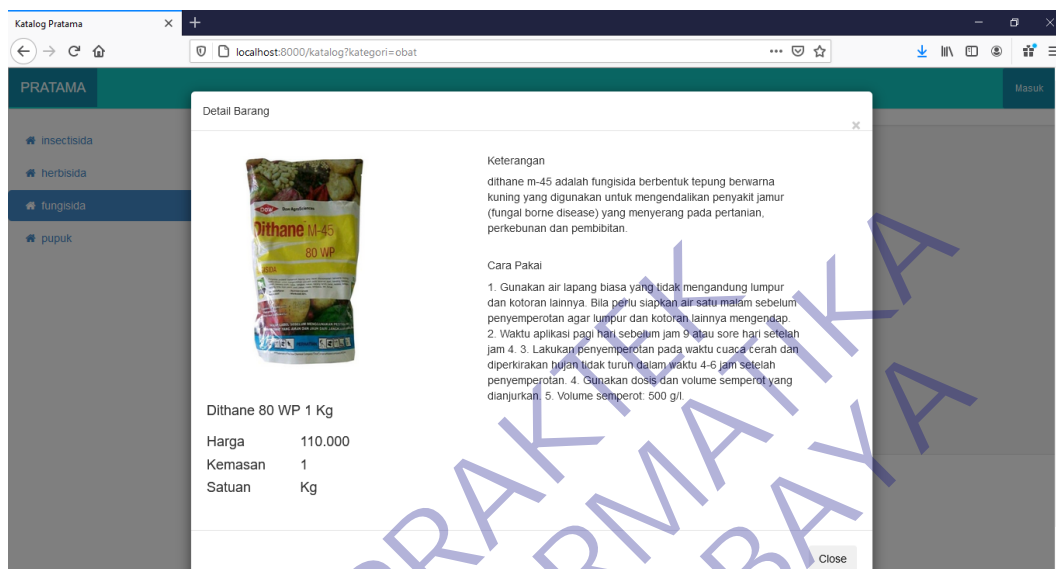 Katalog Pratama
localhost:8000/katalog?kategori=obat
PRATAMA
Masuk
insectisida
herbisida
fungisida
pupuk
Detail Barang
Dow
Dow AgroSciences
Dithane M-45
80 WP
Dithane 80 WP 1 Kg
Harga 110.000
Kemasan 1
Satuan Kg
Keterangan
dithane m-45 adalah fungisida berbentuk tepung berwarna
kuning yang digunakan untuk mengendalikan penyakit jamur
(fungal borne disease) yang menyerang pada pertanian,
perkebunan dan pembibitan.
Cara Pakai
1. Gunakan air lapang biasa yang tidak mengandung lumpur
dan kotoran lainnya. Bila perlu siapkan air satu malam sebelum
penyemperotan agar lumpur dan kotoran lainnya mengendap.
2. Waktu aplikasi pagi hari sebelum jam 9 atau sore hari setelah
jam 4. 3. Lakukan penyemperotan pada waktu cuaca cerah dan
diperkirakan hujan tidak turun dalam waktu 4-6 jam setelah
penyemperotan. 4. Gunakan dosis dan volume semperot yang
dianjurkan. 5. Volume semperot: 500 g/l.
Close
PRAKTEK
RMATIKA
BAYA